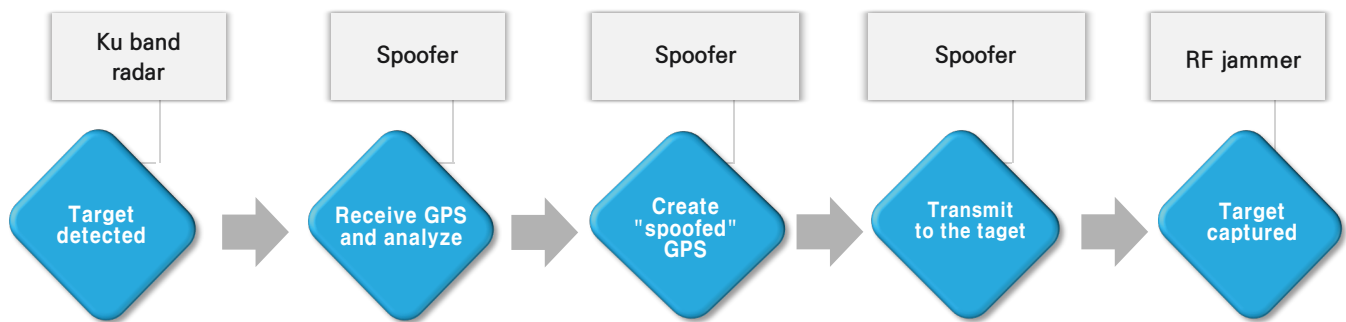 Ku band
radar
Spoofer
Spoofer
Spoofer
RF jammer
Target
detected
Receive GPS
and analyze
Create
"spoofed"
GPS
Transmit
to the taget
Target
captured